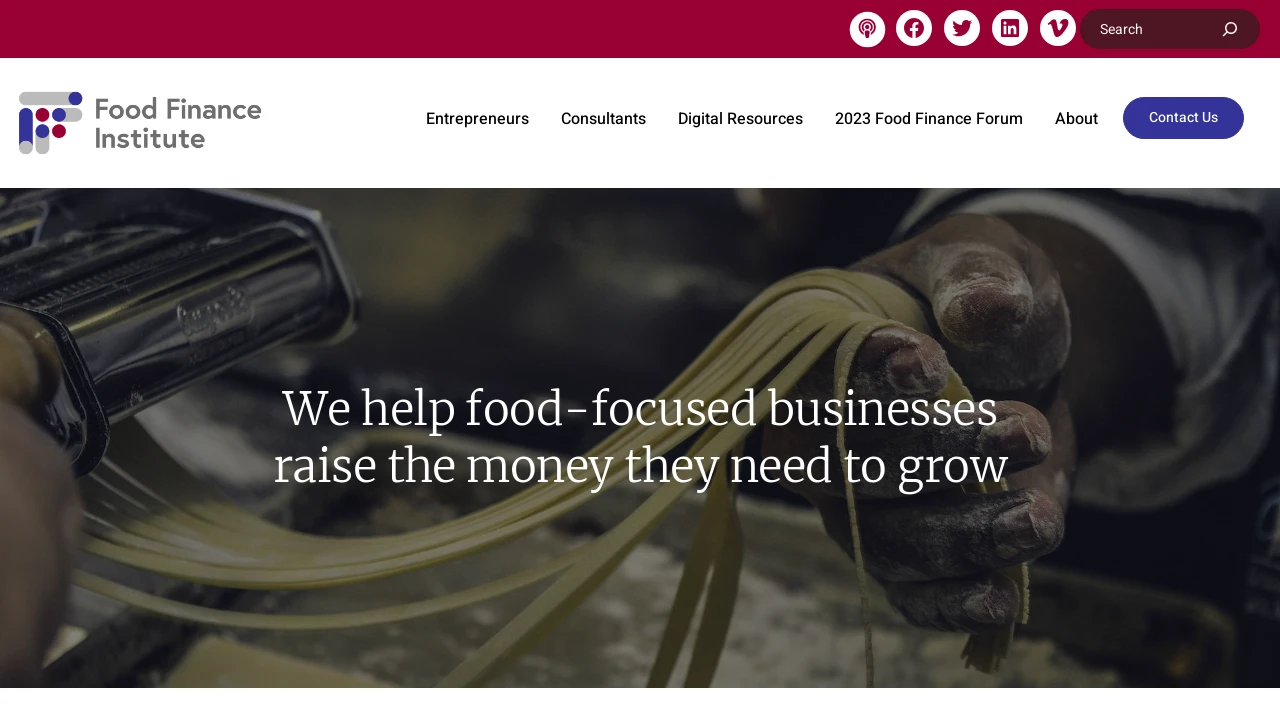 Search
Food Finance
Institute
Entrepreneurs
Consultants
Digital Resources
2023 Food Finance Forum
About
Contact Us
We help food-focused businesses
raise the money they need to grow